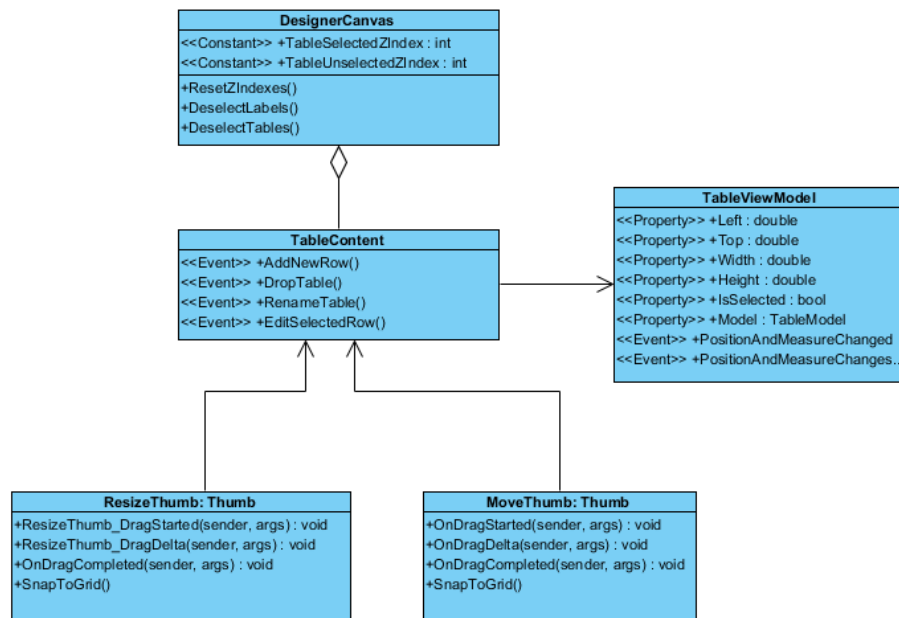 DesignerCanvas
<<Constant>> +TableSelectedZIndex : int
<<Constant>> +TableUnselectedZIndex : int
+ResetZIndexes()
+DeselectLabels()
+DeselectTables()
TableViewModel
<<Property>> +Left : double
<<Property>> +Top : double
<<Property>> +Width : double
<<Property>> +Height : double
<<Property>> +IsSelected : bool
<<Property>> +Model : TableModel
<<Event>> +PositionAndMeasureChanged
<<Event>> +PositionAndMeasureChanges...
TableContent
<<Event>> +AddNewRow()
<<Event>> +DropTable()
<<Event>> +RenameTable()
<<Event>> +EditSelectedRow()
ResizeThumb: Thumb
+ResizeThumb_DragStarted(sender, args) : void
+ResizeThumb_DragDelta(sender, args) : void
+OnDragCompleted(sender, args) : void
+SnapToGrid()
MoveThumb: Thumb
+OnDragStarted(sender, args) : void
+OnDragDelta(sender, args) : void
+OnDragCompleted(sender, args) : void
+SnapToGrid()